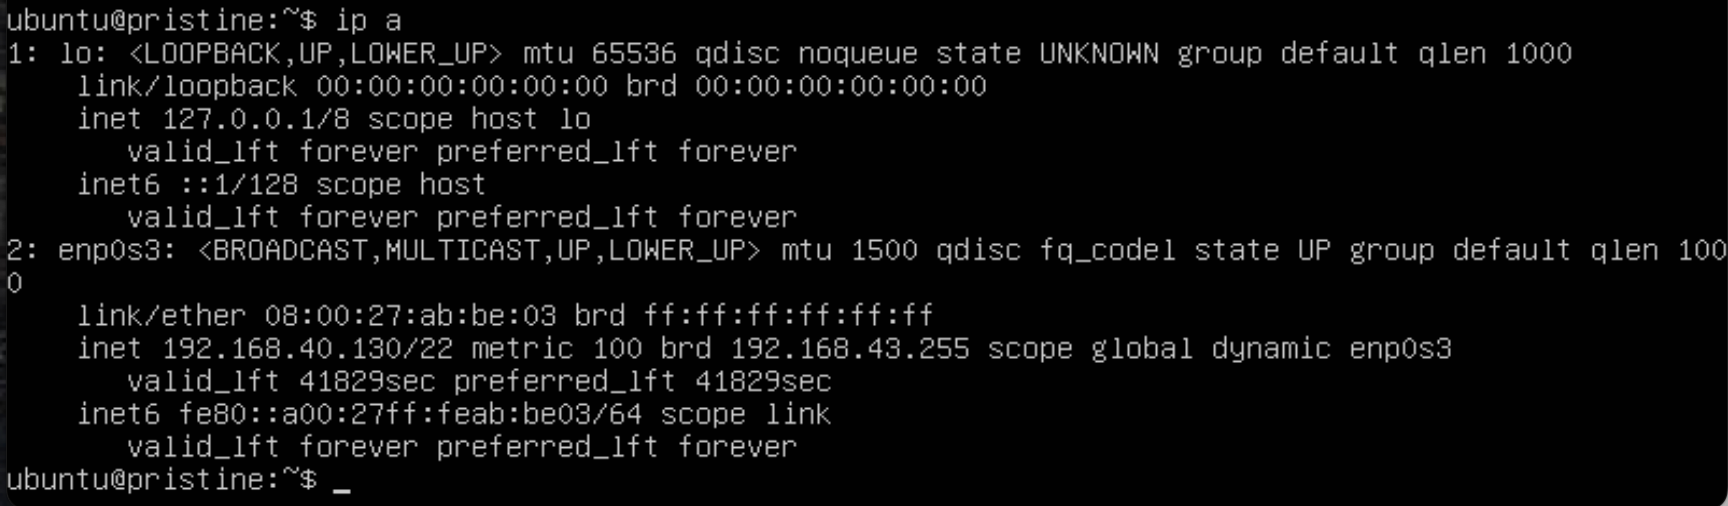 ubuntu@pristine:~$ ip a
1: lo: <LOOPBACK,UP,LOWER_UP> mtu 65536 qdisc noqueue state UNKNOWN group default qlen 1000
    link/loopback 00:00:00:00:00:00 brd 00:00:00:00:00:00
    inet 127.0.0.1/8 scope host lo
       valid_lft forever preferred_lft forever
    inet6 ::1/128 scope host
       valid_lft forever preferred_lft forever
2: enp0s3: <BROADCAST,MULTICAST,UP,LOWER_UP> mtu 1500 qdisc fq_codel state UP group default qlen 100
0
    link/ether 08:00:27:ab:be:03 brd ff:ff:ff:ff:ff:ff
    inet 192.168.40.130/22 metric 100 brd 192.168.43.255 scope global dynamic enp0s3
       valid_lft 41829sec preferred_lft 41829sec
    inet6 fe80::a00:27ff:feab:be03/64 scope link
       valid_lft forever preferred_lft forever
ubuntu@pristine:~$ _